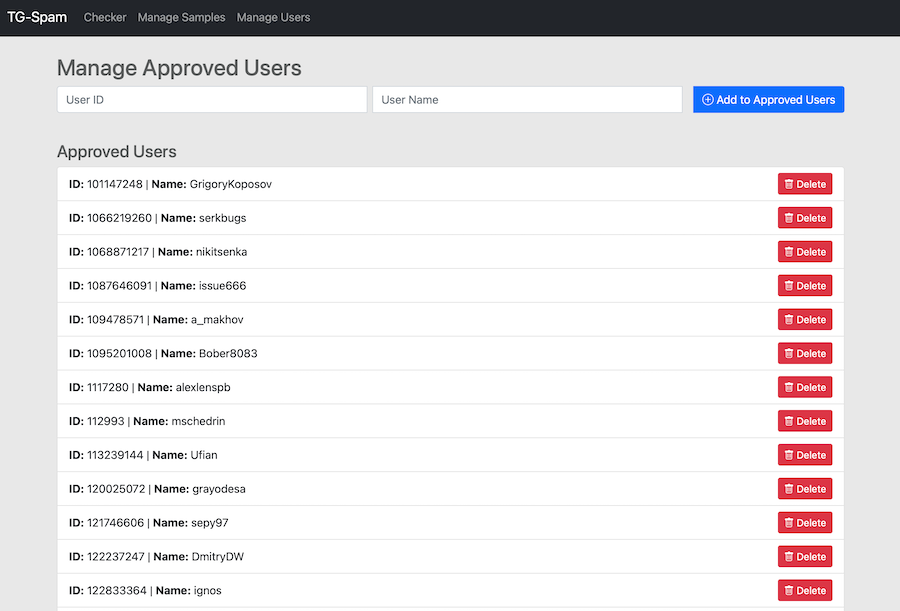 TG-Spam Checker Manage Samples Manage Users
Manage Approved Users
User ID User Name Add to Approved Users
Approved Users
ID: 101147248 | Name: GrigoryKoposov Delete
ID: 1066219260 | Name: serkbugs Delete
ID: 1068871217 | Name: nikitsenka Delete
ID: 1087646091 | Name: issue666 Delete
ID: 109478571 | Name: a_makhov Delete
ID: 1095201008 | Name: Bober8083 Delete
ID: 1117280 | Name: alexlenspb Delete
ID: 112993 | Name: mschedrin Delete
ID: 113239144 | Name: Ufian Delete
ID: 120025072 | Name: grayodesa Delete
ID: 121746606 | Name: sepy97 Delete
ID: 122237247 | Name: DmitryDW Delete
ID: 122833364 | Name: ignos Delete